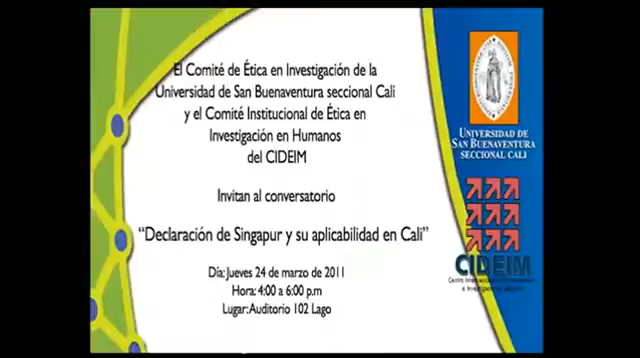 El Comité de Ética en Investigación de la
Universidad de San Buenaventura seccional Cali
y el Comité Institucional de Ética en
Investigación en Humanos
del CIDEIM
Invitan al conversatorio
“Declaración de Singapur y su aplicabilidad en Cali”
Día: Jueves 24 de marzo de 2011
Hora: 4:00 a 6:00 p.m
Lugar: Auditorio 102 Lago
UNIVERSIDAD DE
SAN BUENAVENTURA
SECCIONAL CALI
CIDEIM
Centro